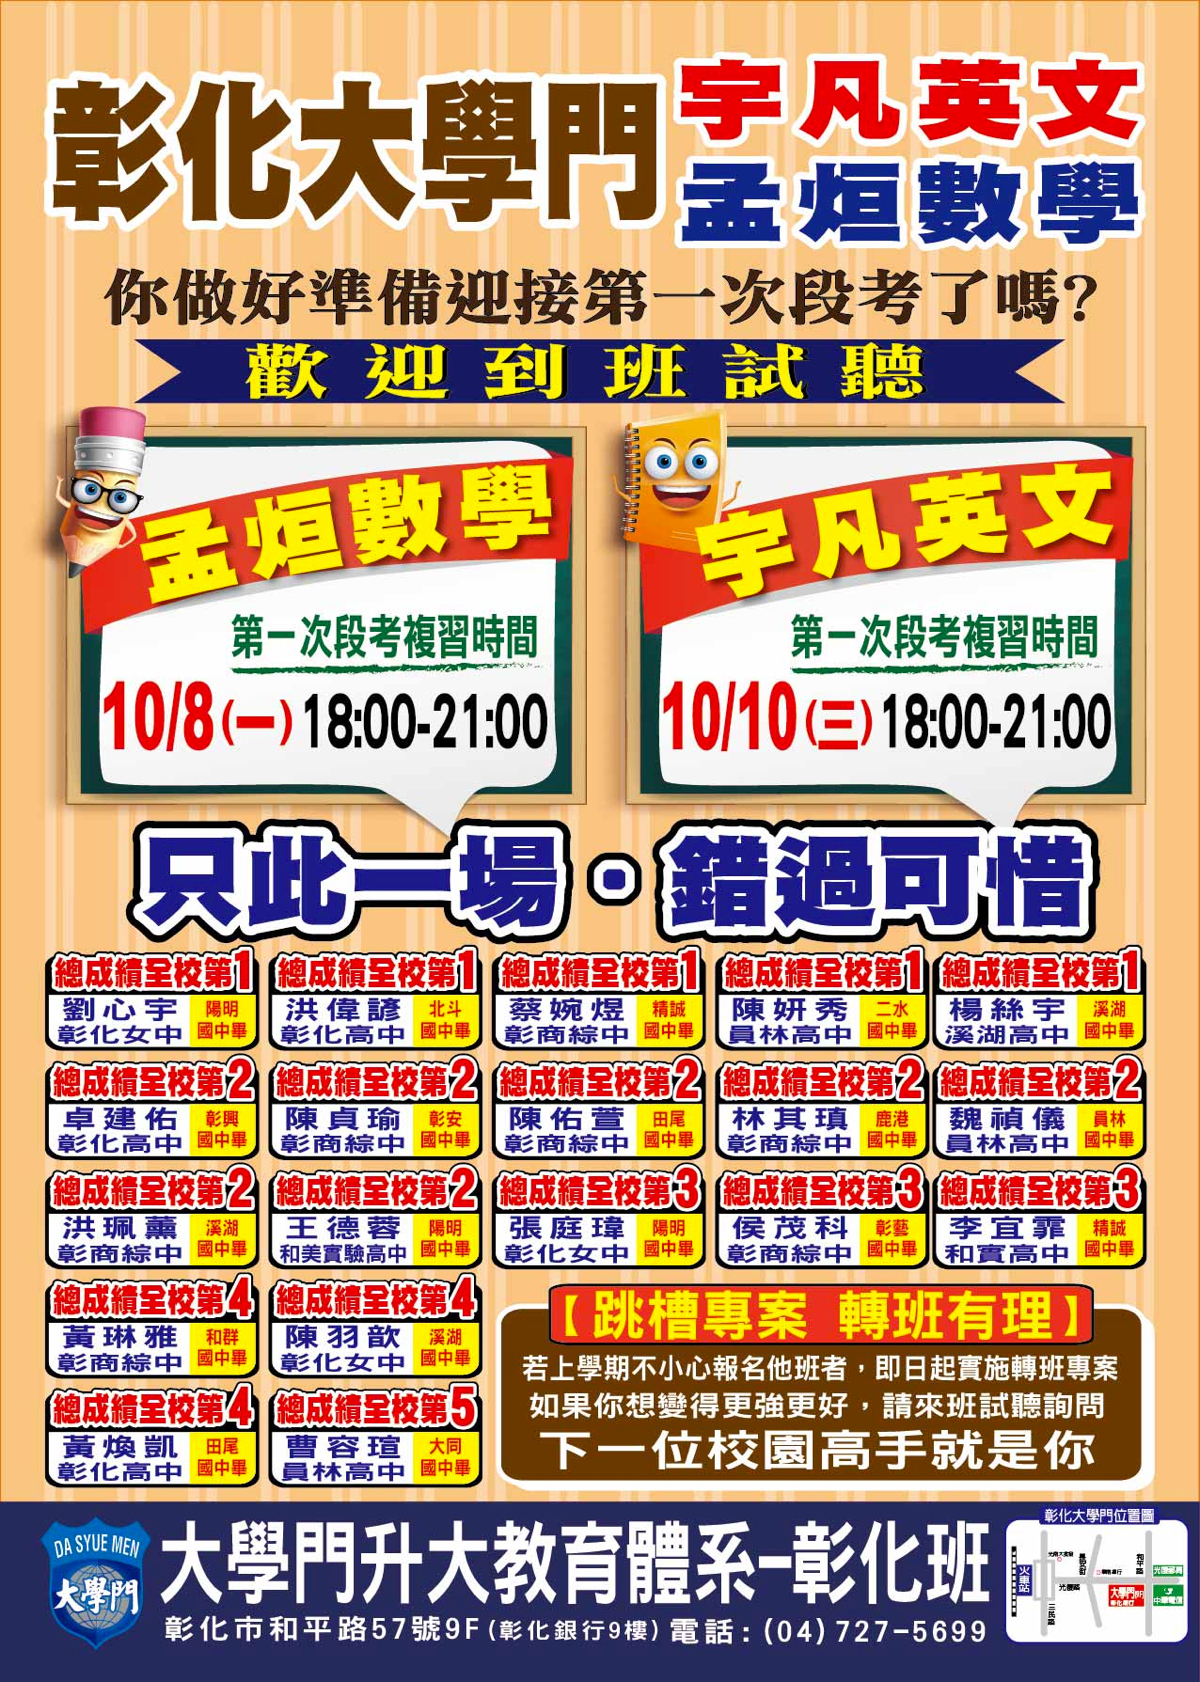 彰化大學門
宇凡英文
孟烜數學
你做好準備迎接第一次段考了嗎?
歡迎到班試聽
孟烜數學
第一次段考複習時間
10/8(一)18:00-21:00
宇凡英文
第一次段考複習時間
10/10(三)18:00-21:00
只此一場。錯過可惜
總成績全校第1
劉心宇
彰化女中
陽明
國中畢
總成績全校第1
洪偉諺
彰化高中
北斗
國中畢
總成績全校第1
蔡婉煜
彰商綜中
精誠
國中畢
總成績全校第1
陳妍秀
員林高中
二水
國中畢
總成績全校第1
楊絲宇
溪湖高中
溪湖
國中畢
總成績全校第2
卓建佑
彰化高中
彰興
國中畢
總成績全校第2
陳貞瑜
彰商綜中
彰安
國中畢
總成績全校第2
陳佑萱
彰商綜中
田尾
國中畢
總成績全校第2
林其瑱
彰商綜中
鹿港
國中畢
總成績全校第2
魏禎儀
員林高中
員林
國中畢
總成績全校第2
洪珮薰
彰商綜中
溪湖
國中畢
總成績全校第2
王德蓉
和美實驗高中
陽明
國中畢
總成績全校第3
張庭瑋
彰化女中
陽明
國中畢
總成績全校第3
侯茂科
彰商綜中
彰藝
國中畢
總成績全校第3
李宜霏
和實高中
精誠
國中畢
總成績全校第4
黃琳雅
彰商綜中
和群
國中畢
總成績全校第4
陳羽歆
彰化女中
溪湖
國中畢
總成績全校第4
黃煥凱
彰化高中
田尾
國中畢
總成績全校第5
曹容瑄
員林高中
大同
國中畢
【跳槽專案 轉班有理】
若上學期不小心報名他班者,即日起實施轉班專案
如果你想變得更強更好,請來班試聽詢問
下一位校園高手就是你
DA SYUE MEN
大學門
大學門升大教育體系-彰化班
彰化市和平路57號9F(彰化銀行9樓) 電話:(04)727-5699
彰化大學門位置圖
火車站
光復路
三民路
和平路
大學門
中華電信